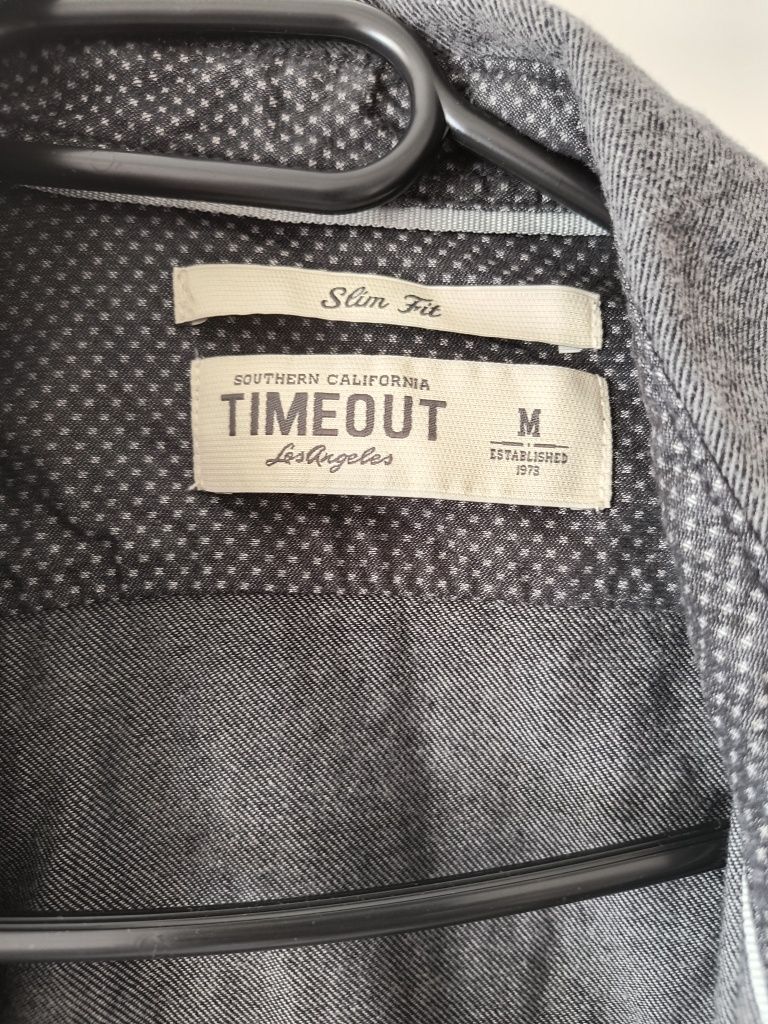 Slim Fit
SOUTHERN CALIFORNIA
TIMEOUT
Los Angeles
M
ESTABLISHED
1973